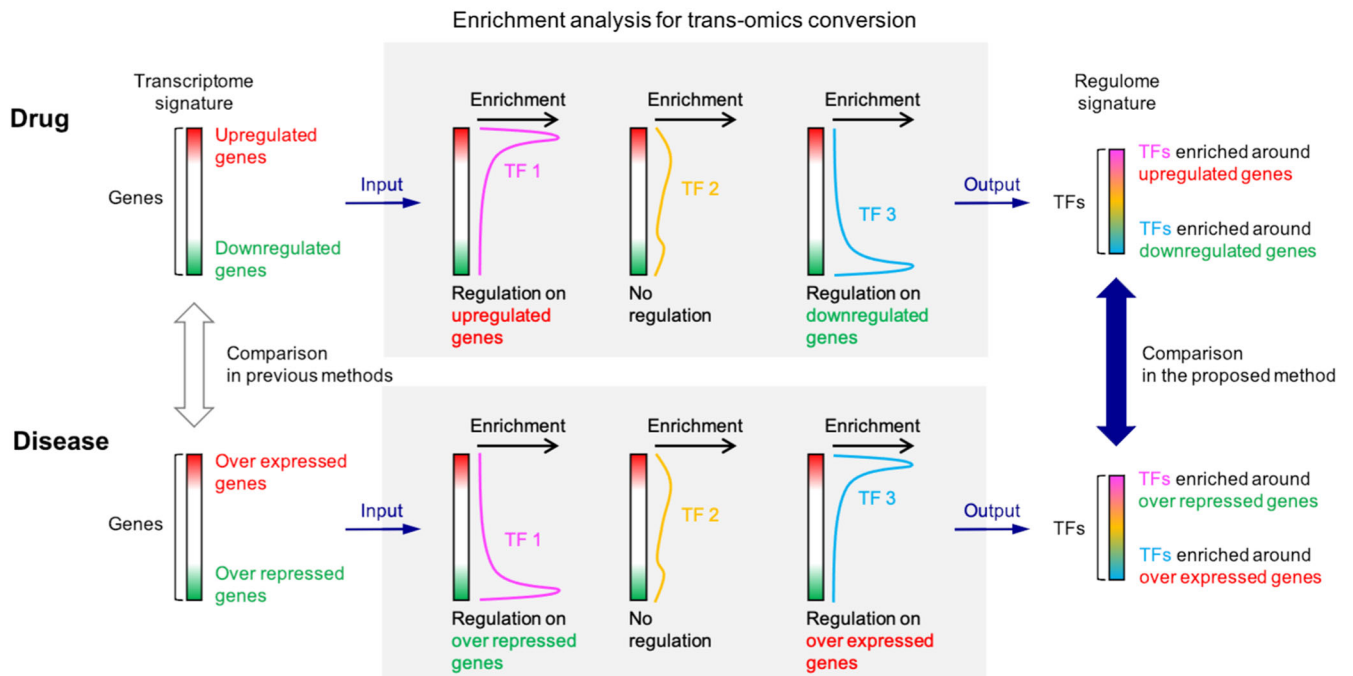 Enrichment analysis for trans-omics conversion
Drug
Transcriptome
signature
Genes
Upregulated
genes
Downregulated
genes
Input
Enrichment
TF 1
Regulation on
upregulated
genes
Enrichment
TF 2
No
regulation
Enrichment
TF 3
Regulation on
downregulated
genes
Output
Regulome
signature
TFs
TFs enriched around
upregulated genes
TFs enriched around
downregulated genes
Comparison
in previous methods
Comparison
in the proposed method
Disease
Genes
Over expressed
genes
Over repressed
genes
Input
Enrichment
TF 1
Regulation on
over repressed
genes
Enrichment
TF 2
No
regulation
Enrichment
TF 3
Regulation on
over expressed
genes
Output
TFs
TFs enriched around
over repressed genes
TFs enriched around
over expressed genes